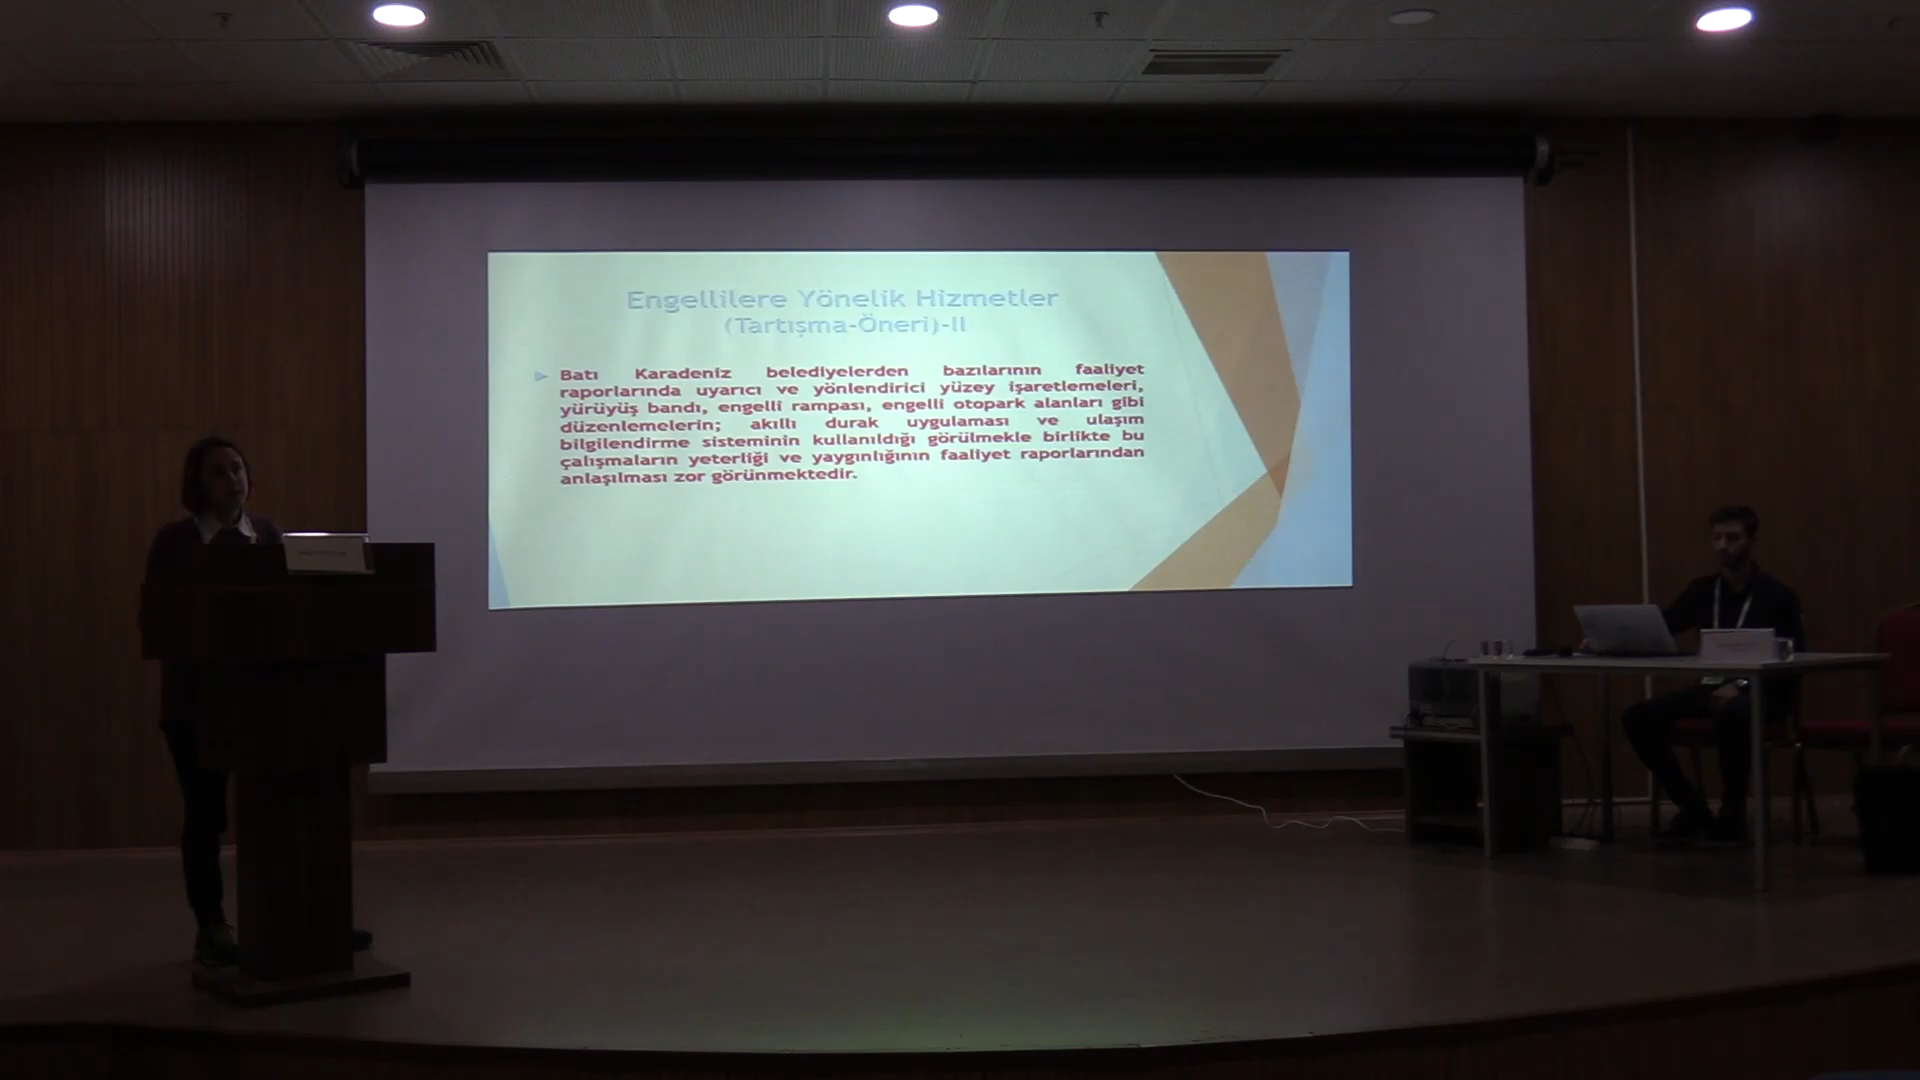 Engellilere Yönelik Hizmetler
(Tartışma-Öneri)-II
Batı Karadeniz belediyelerden bazılarının faaliyet
raporlarında uyarıcı ve yönlendirici yüzey işaretlemeleri,
yürüyüş bandı, engelli rampası, engelli otopark alanları gibi
düzenlemelerin; akıllı durak uygulaması ve ulaşım
bilgilendirme sisteminin kullanıldığı görülmekle birlikte bu
çalışmaların yeterliği ve yaygınlığının faaliyet raporlarından
anlaşılması zor görünmektedir.